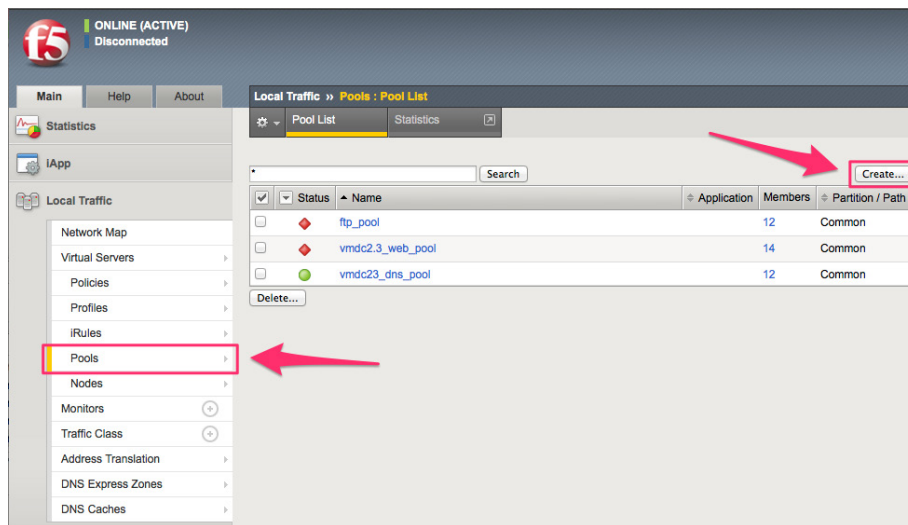 f5
ONLINE (ACTIVE)
Disconnected
Main Help About
Statistics
iApp
Local Traffic
Network Map
Virtual Servers
Policies
Profiles
iRules
Pools
Nodes
Monitors
Traffic Class
Address Translation
DNS Express Zones
DNS Caches
Local Traffic » Pools : Pool List
Pool List Statistics
* Search Create...
Status Name Application Members Partition / Path
ftp_pool 12 Common
vmdc2.3_web_pool 14 Common
vmdc23_dns_pool 12 Common
Delete...